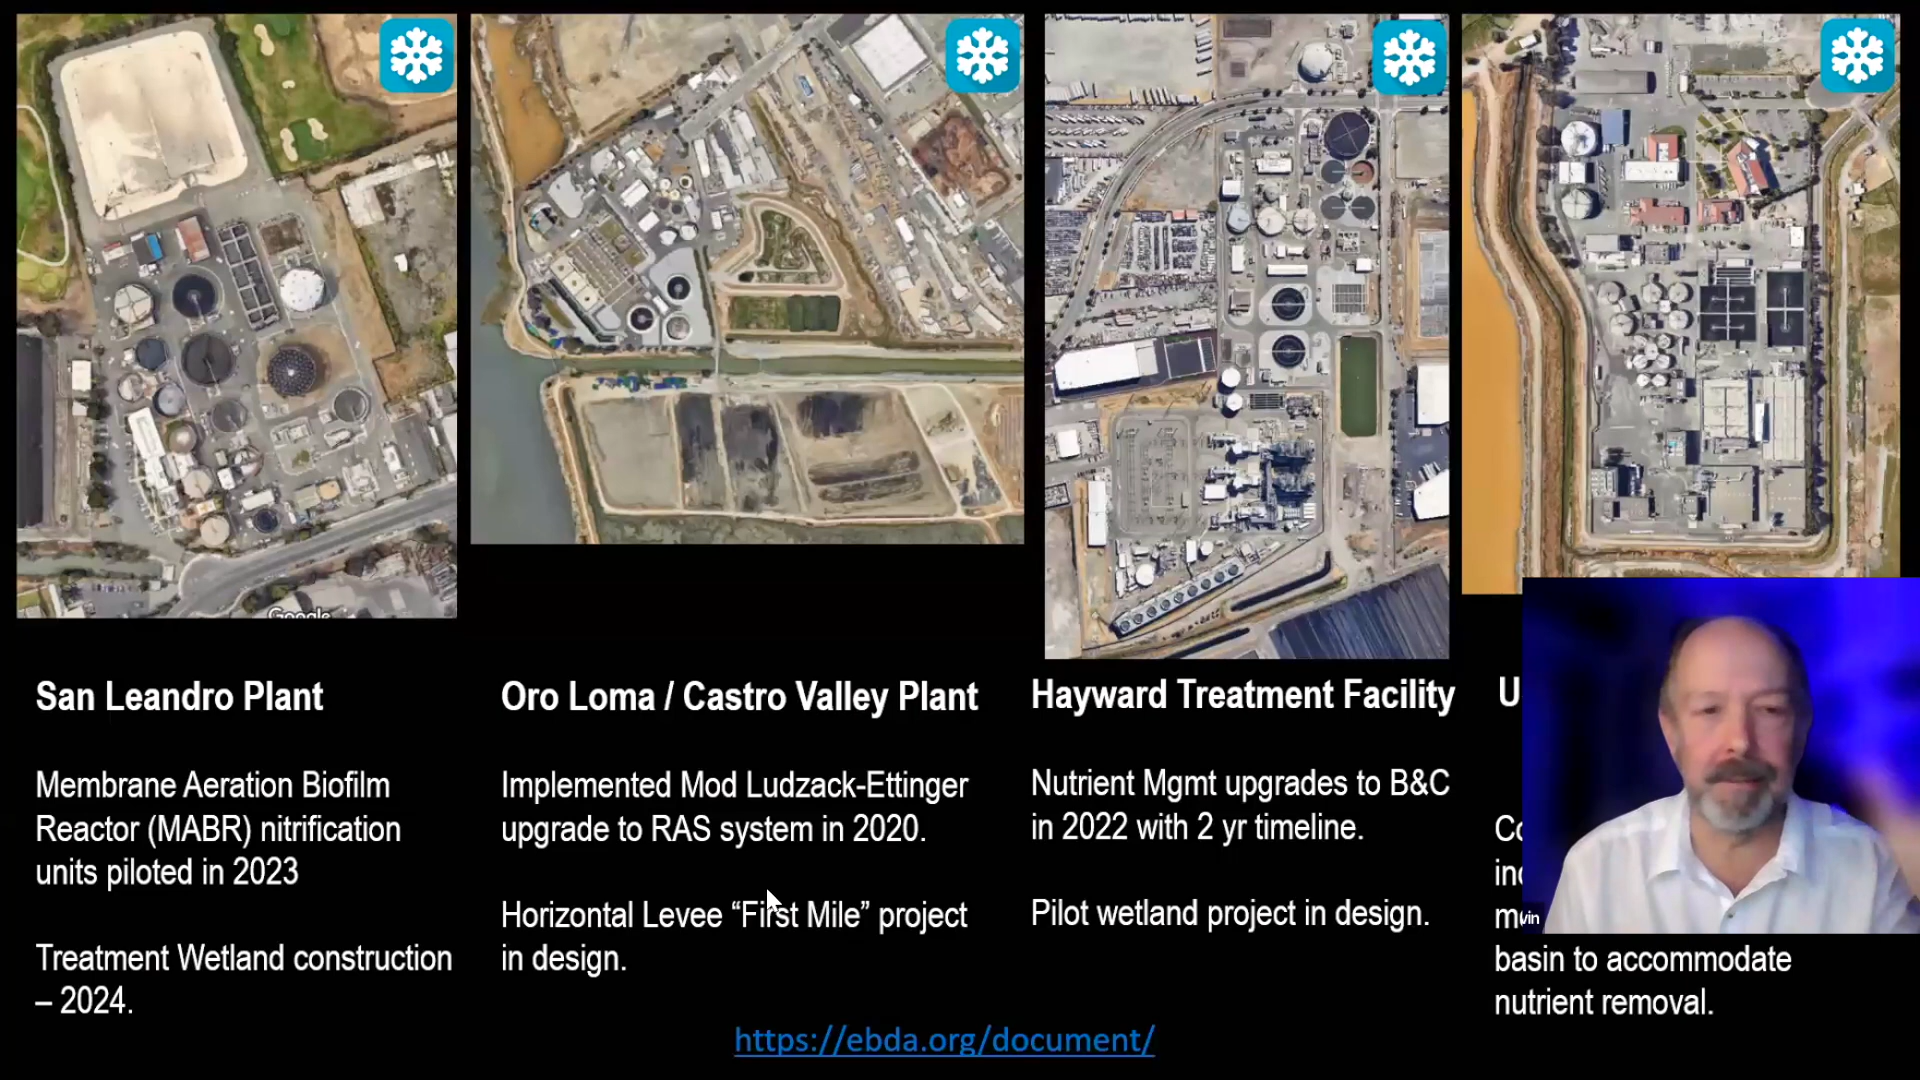 Google
San Leandro Plant
Membrane Aeration Biofilm
Reactor (MABR) nitrification
units piloted in 2023
Treatment Wetland construction
– 2024.
Oro Loma / Castro Valley Plant
Implemented Mod Ludzack-Ettinger
upgrade to RAS system in 2020.
Horizontal Levee “First Mile” project
in design.
Hayward Treatment Facility
Nutrient Mgmt upgrades to B&C
in 2022 with 2 yr timeline.
Pilot wetland project in design.
basin to accommodate
nutrient removal.
https://ebda.org/document/